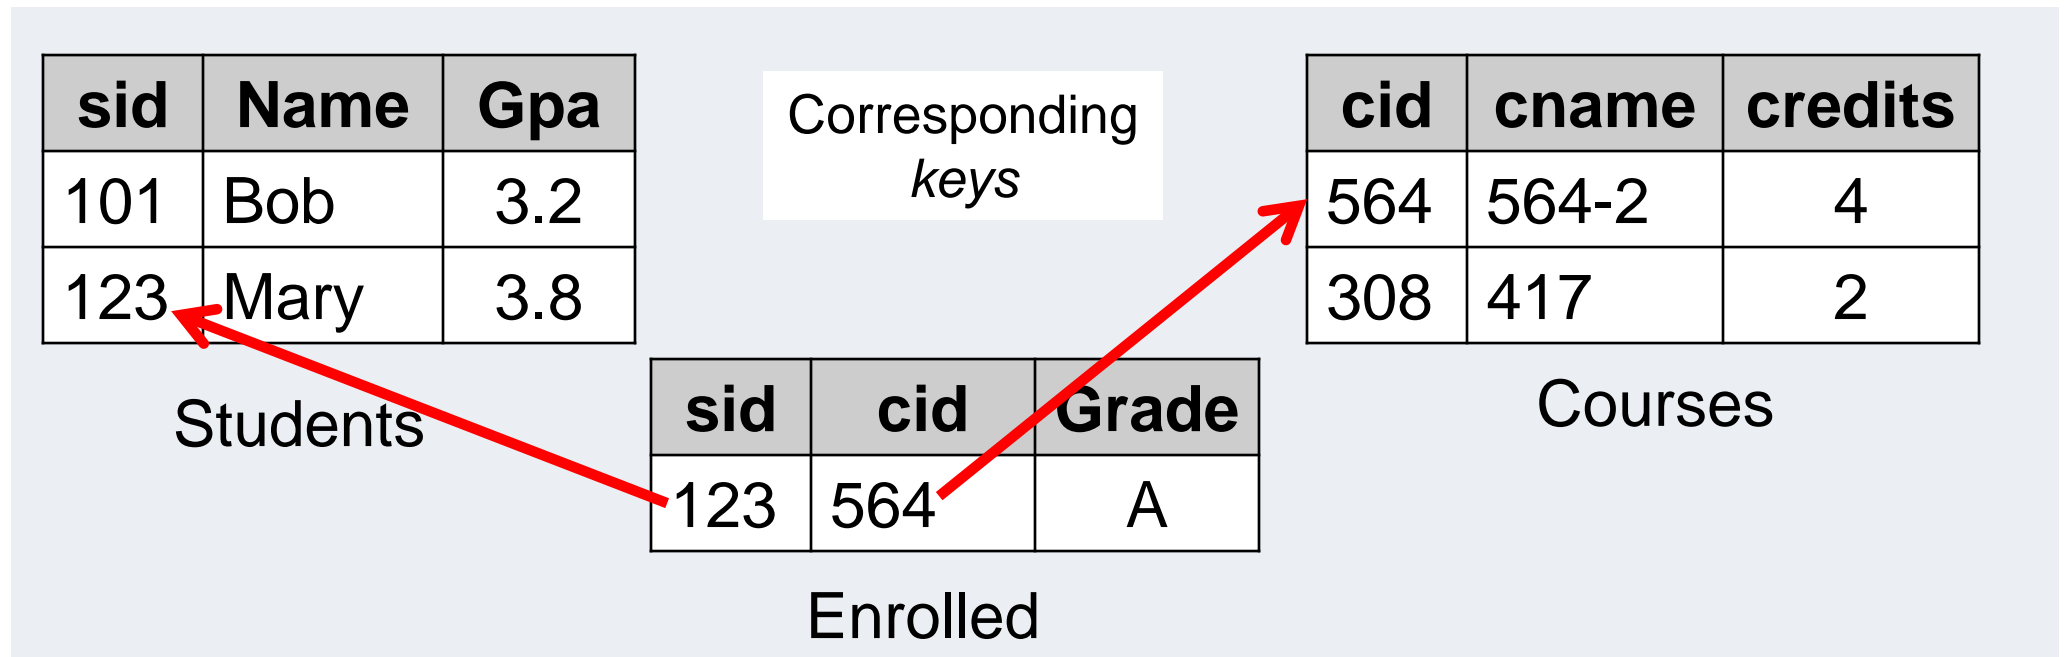 sid Name Gpa
101 Bob 3.2
123 Mary 3.8
Students
Corresponding
keys
cid cname credits
564 564-2 4
308 417 2
Courses
sid cid Grade
123 564 A
Enrolled